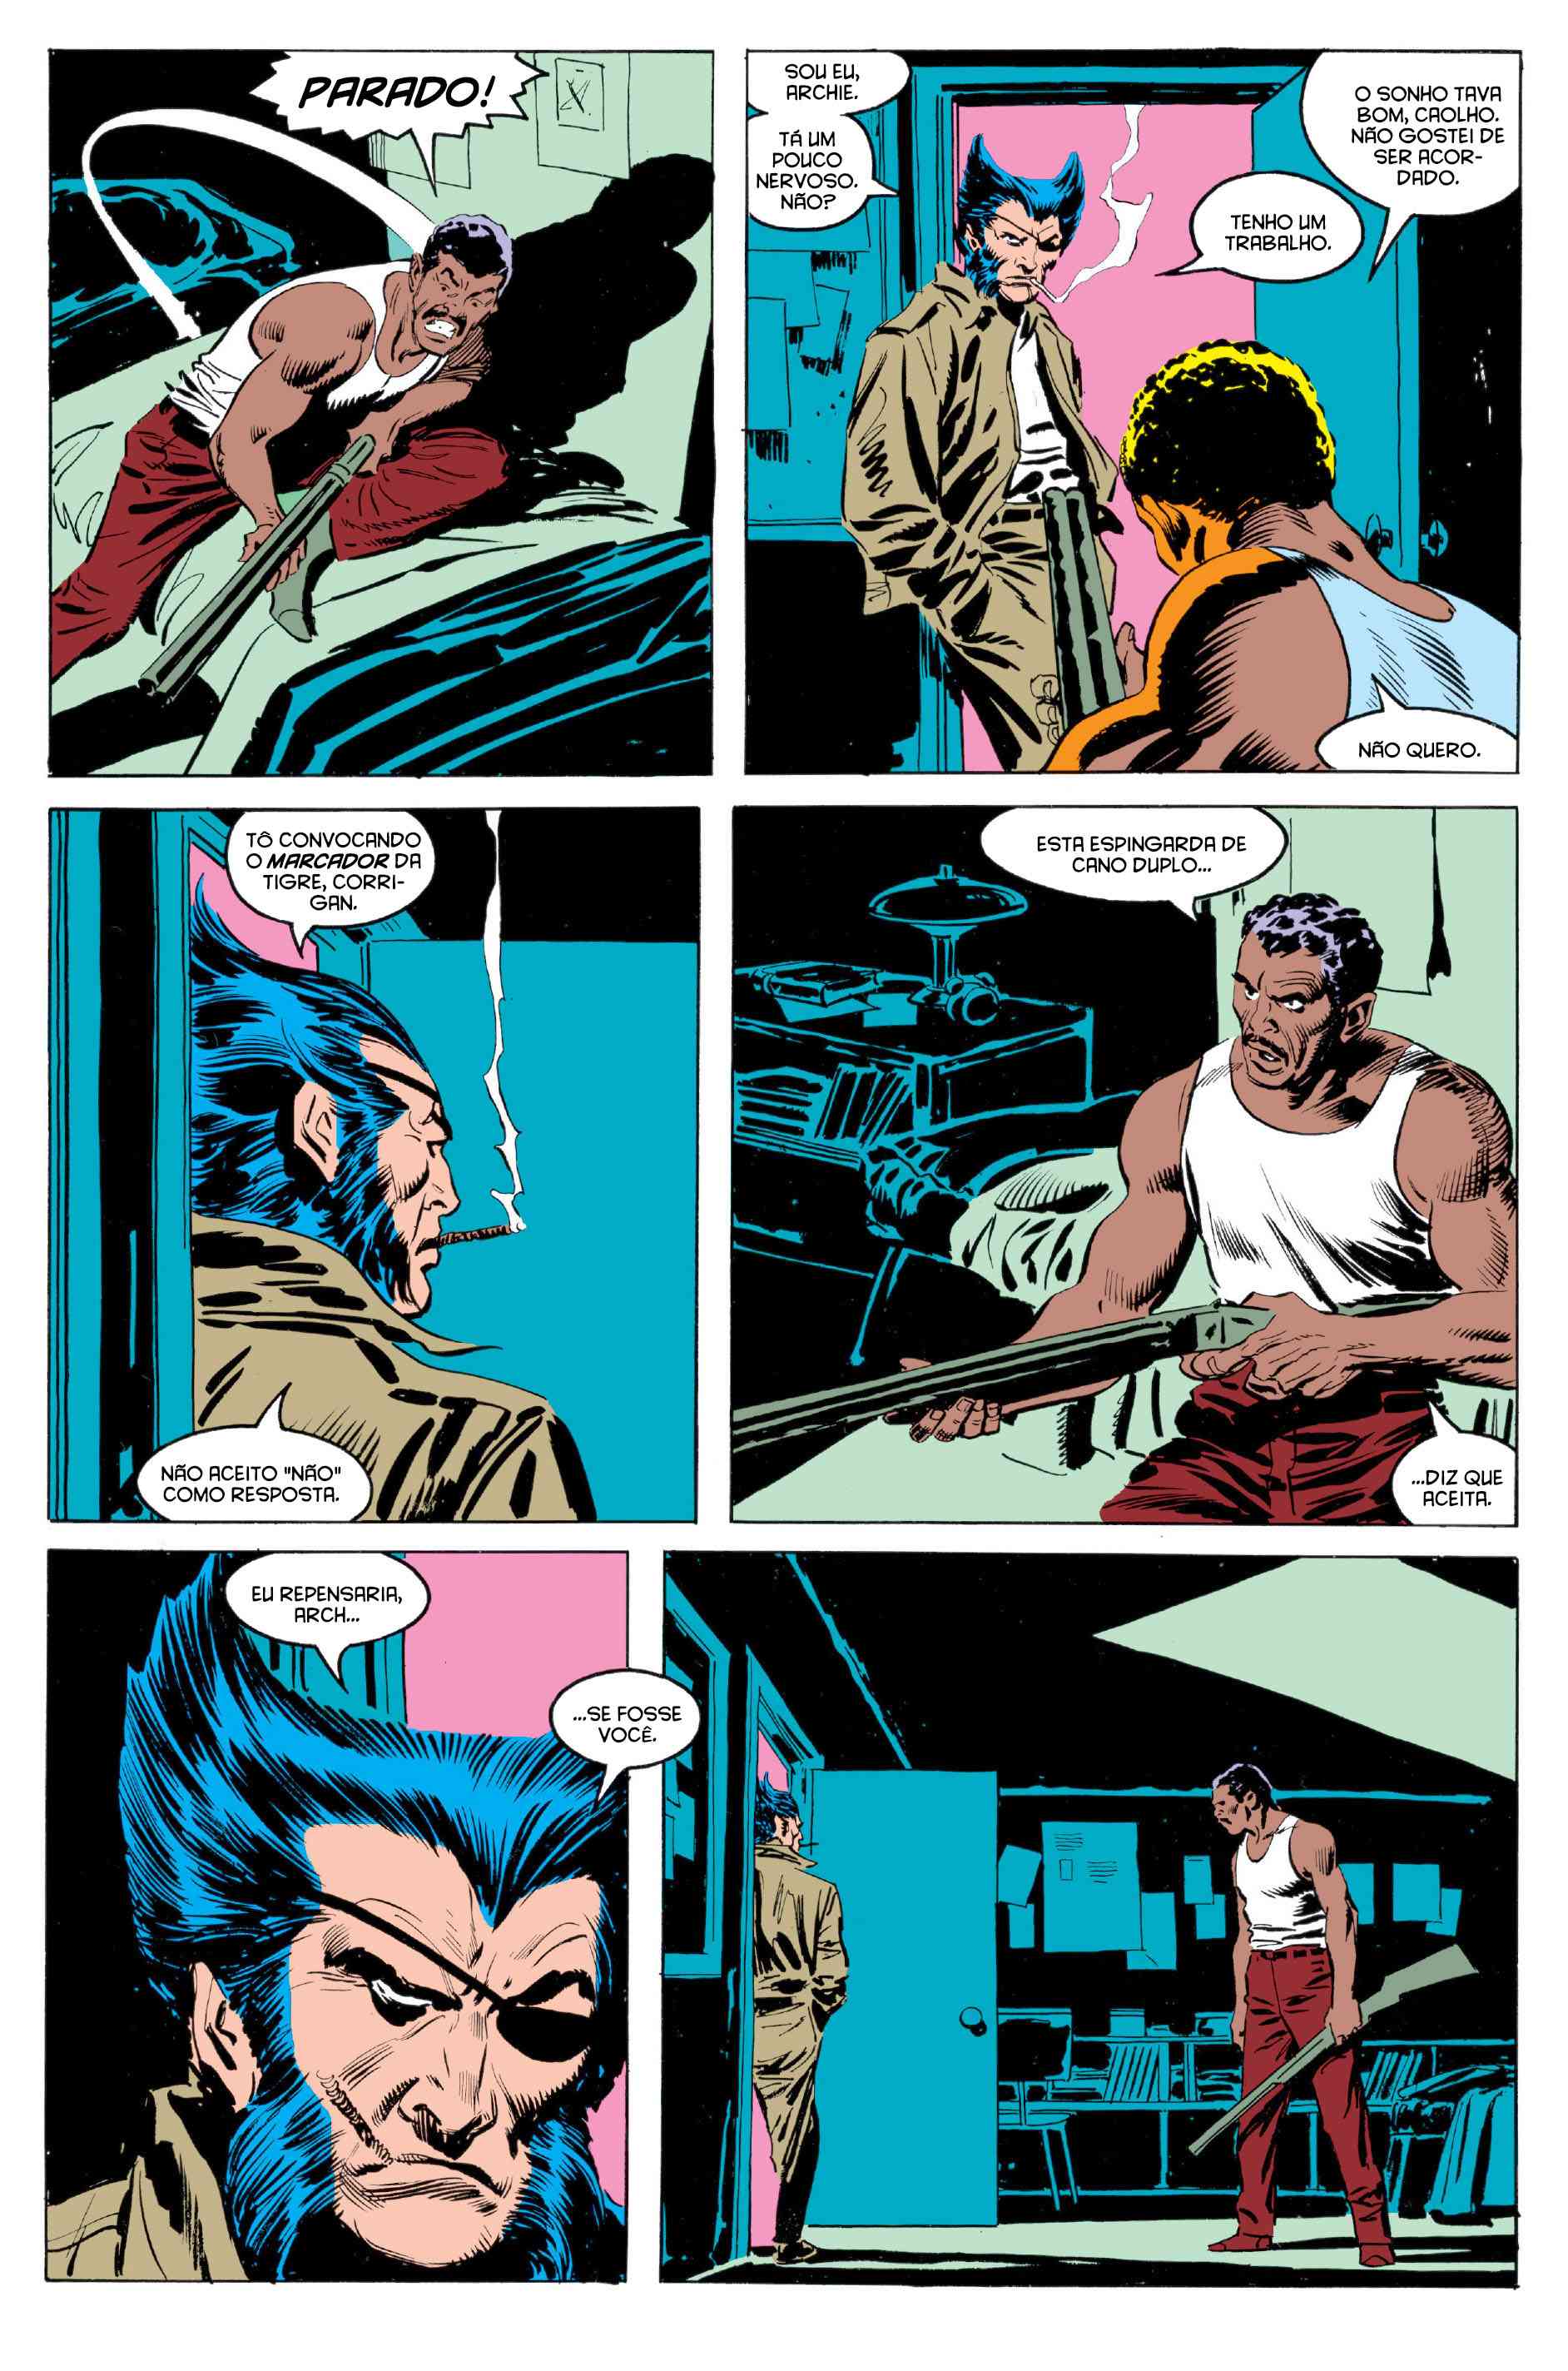 PARADO!
SOU EU,
ARCHIE.
TÁ UM
POUCO
NERVOSO.
NÃO?
O SONHO TAVA
BOM, CAOLHO.
NÃO GOSTEI DE
SER ACOR-
DADO.
TENHO UM
TRABALHO.
NÃO QUERO.
TÔ CONVOCANDO
O MARCADOR DA
TIGRE, CORRI-
GAN.
NÃO ACEITO "NÃO"
COMO RESPOSTA.
ESTA ESPINGARDA DE
CANO DUPLO...
...DIZ QUE
ACEITA.
EU REPENSARIA,
ARCH...
...SE FOSSE
VOCÊ.